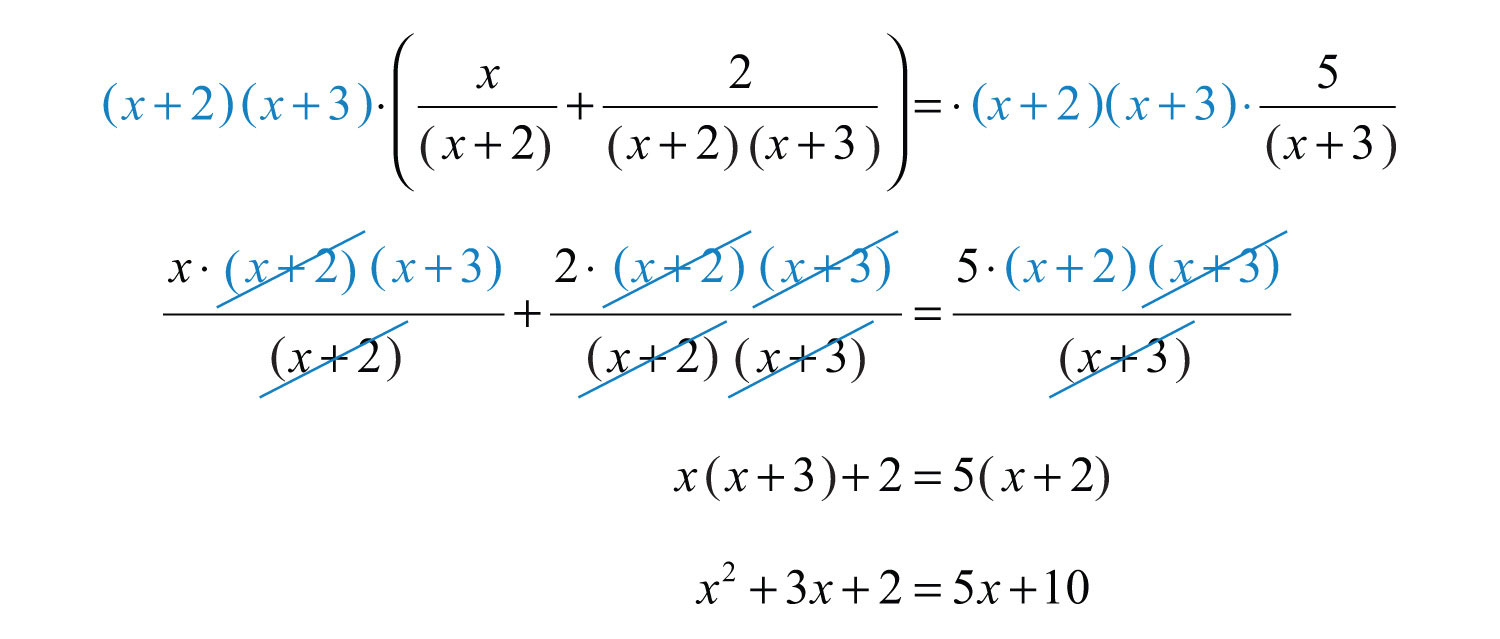 (x+2)(x+3)·(x/(x+2) + 2/((x+2)(x+3))) = ·(x+2)(x+3)·5/(x+3)
x·(x+2)(x+3)/(x+2) + 2·(x+2)(x+3)/((x+2)(x+3)) = 5·(x+2)(x+3)/(x+3)
x(x+3)+2=5(x+2)
x²+3x+2=5x+10